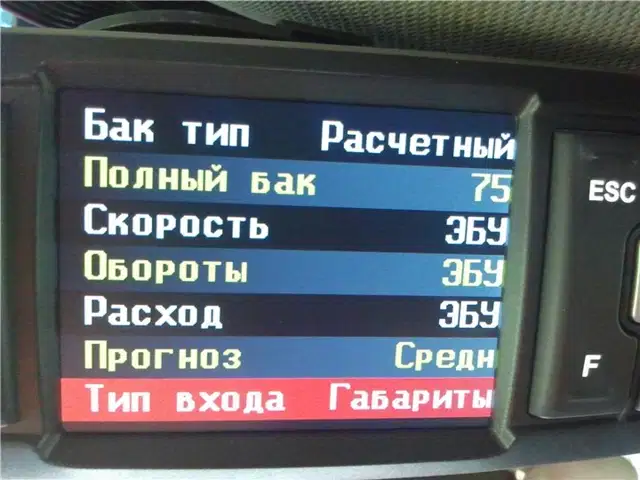 Бак тип Расчетный
Полный бак 75
Скорость ЭБУ
Обороты ЭБУ
Расход ЭБУ
Прогноз Средн
Тип входа Габариты
ESC
F